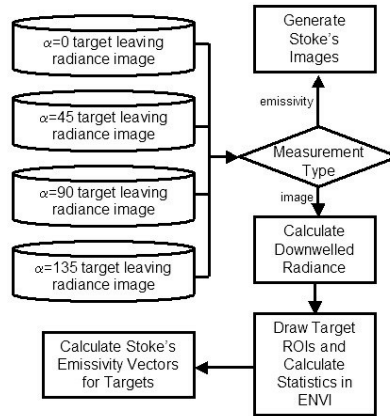 α=0 target leaving
radiance image
α=45 target leaving
radiance image
α=90 target leaving
radiance image
α=135 target leaving
radiance image
Generate
Stoke's
Images
emissivity
Measurement
Type
image
Calculate
Downwelled
Radiance
Draw Target
ROIs and
Calculate
Statistics in
ENVI
Calculate Stoke's
Emissivity Vectors
for Targets